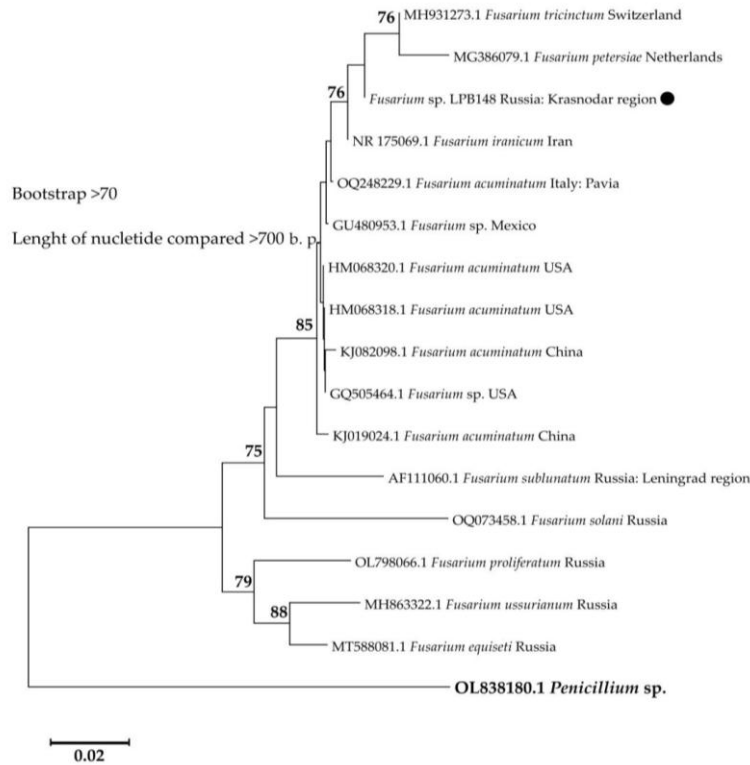 76
MH931273.1 Fusarium tricinctum Switzerland
MG386079.1 Fusarium petersiae Netherlands
76
Fusarium sp. LPB148 Russia: Krasnodar region
NR 175069.1 Fusarium iranicum Iran
OQ248229.1 Fusarium acuminatum Italy: Pavia
Bootstrap >70
GU480953.1 Fusarium sp. Mexico
Lenght of nucletide compared >700 b. p.
HM068320.1 Fusarium acuminatum USA
HM068318.1 Fusarium acuminatum USA
85
KJ082098.1 Fusarium acuminatum China
GQ505464.1 Fusarium sp. USA
KJ019024.1 Fusarium acuminatum China
75
AF111060.1 Fusarium sublunatum Russia: Leningrad region
OQ073458.1 Fusarium solani Russia
OL798066.1 Fusarium proliferatum Russia
79
MH863322.1 Fusarium ussurianum Russia
88
MT588081.1 Fusarium equiseti Russia
OL838180.1 Penicillium sp.
0.02